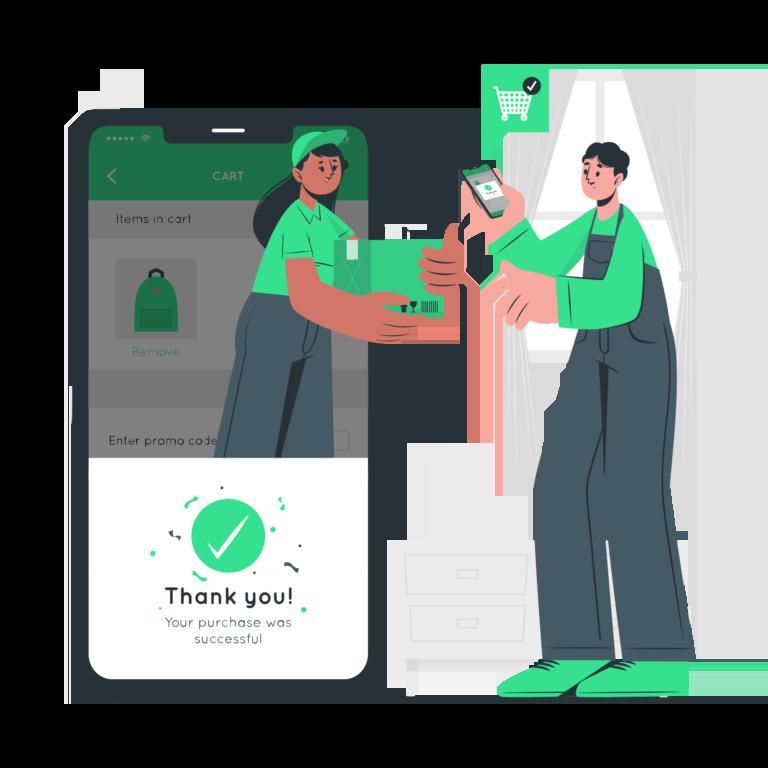 CART
Items in cart
Remove
Enter promo code
Thank you!
Your purchase was
successful